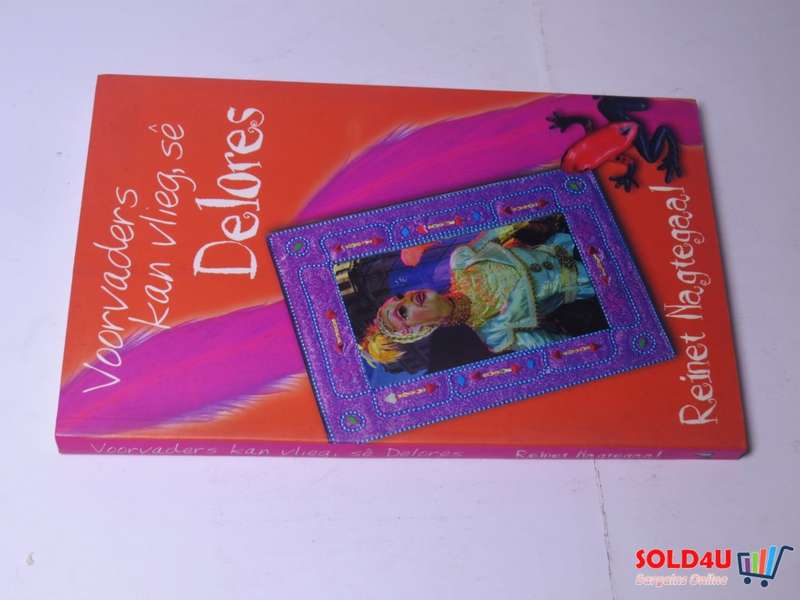 Voorvaders
kan vlieg, sê
Delores
Reinet Nagtegaal
Voorvaders kan vlieg, sê Delores Reinet Nagtegaal
SOLD4U
Bargains Online